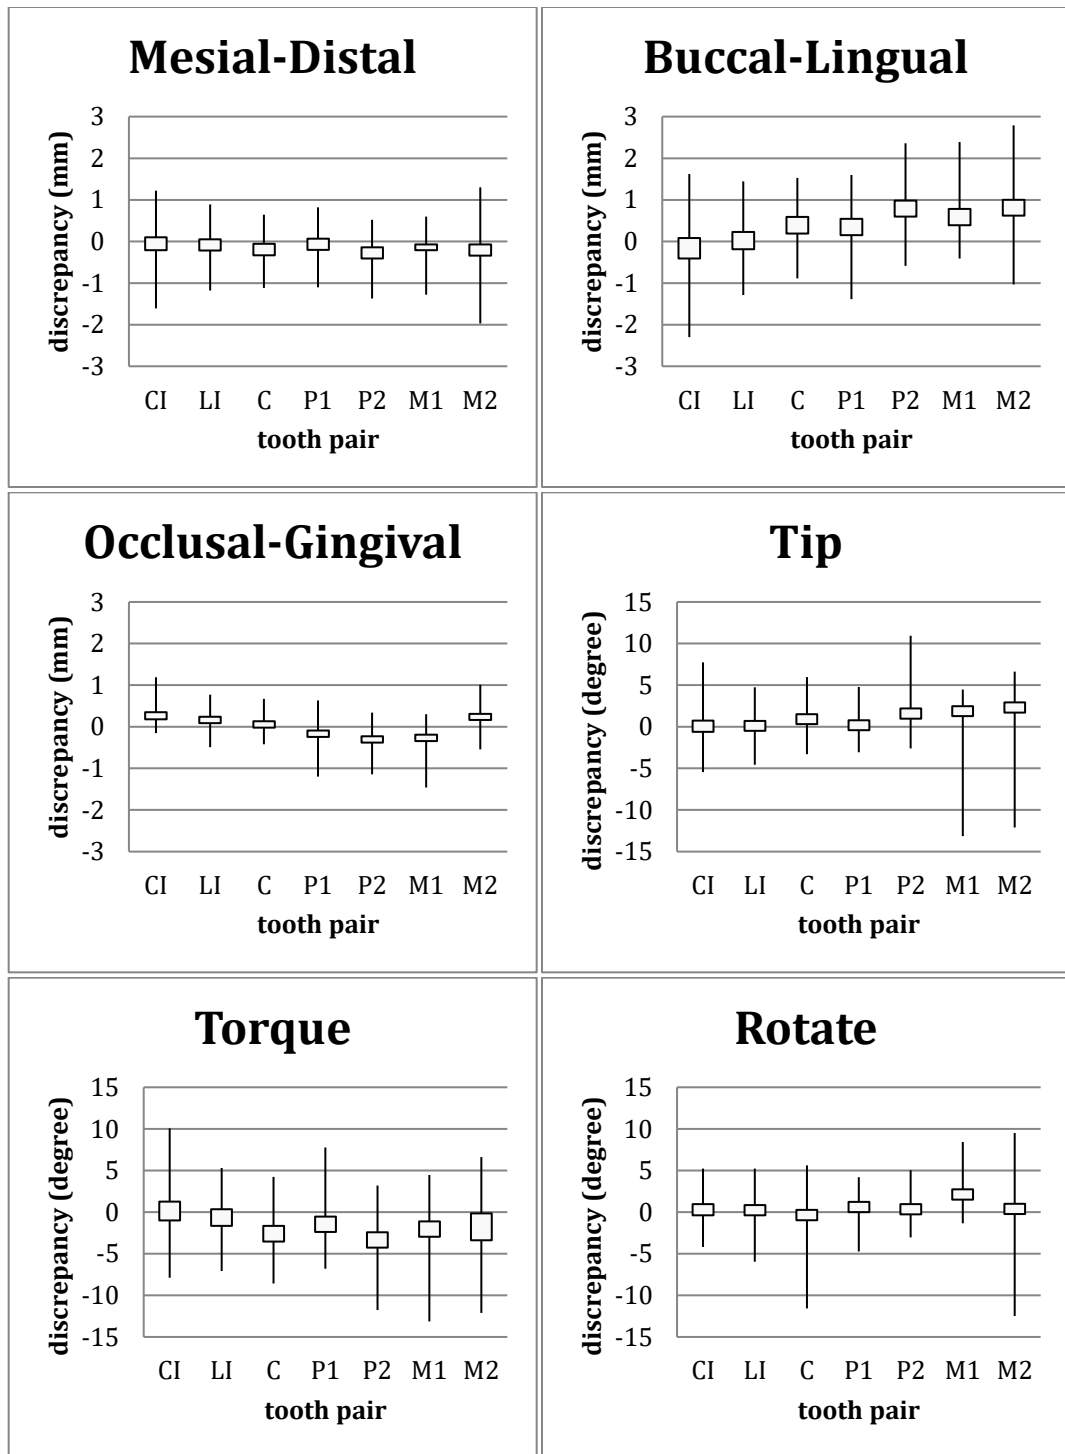 Mesial-Distal
discrepancy (mm)
3
2
1
0
-1
-2
-3
CI LI C P1 P2 M1 M2
tooth pair
Buccal-Lingual
discrepancy (mm)
3
2
1
0
-1
-2
-3
CI LI C P1 P2 M1 M2
tooth pair
Occlusal-Gingival
discrepancy (mm)
3
2
1
0
-1
-2
-3
CI LI C P1 P2 M1 M2
tooth pair
Tip
discrepancy (degree)
15
10
5
0
-5
-10
-15
CI LI C P1 P2 M1 M2
tooth pair
Torque
discrepancy (degree)
15
10
5
0
-5
-10
-15
CI LI C P1 P2 M1 M2
tooth pair
Rotate
discrepancy (degree)
15
10
5
0
-5
-10
-15
CI LI C P1 P2 M1 M2
tooth pair